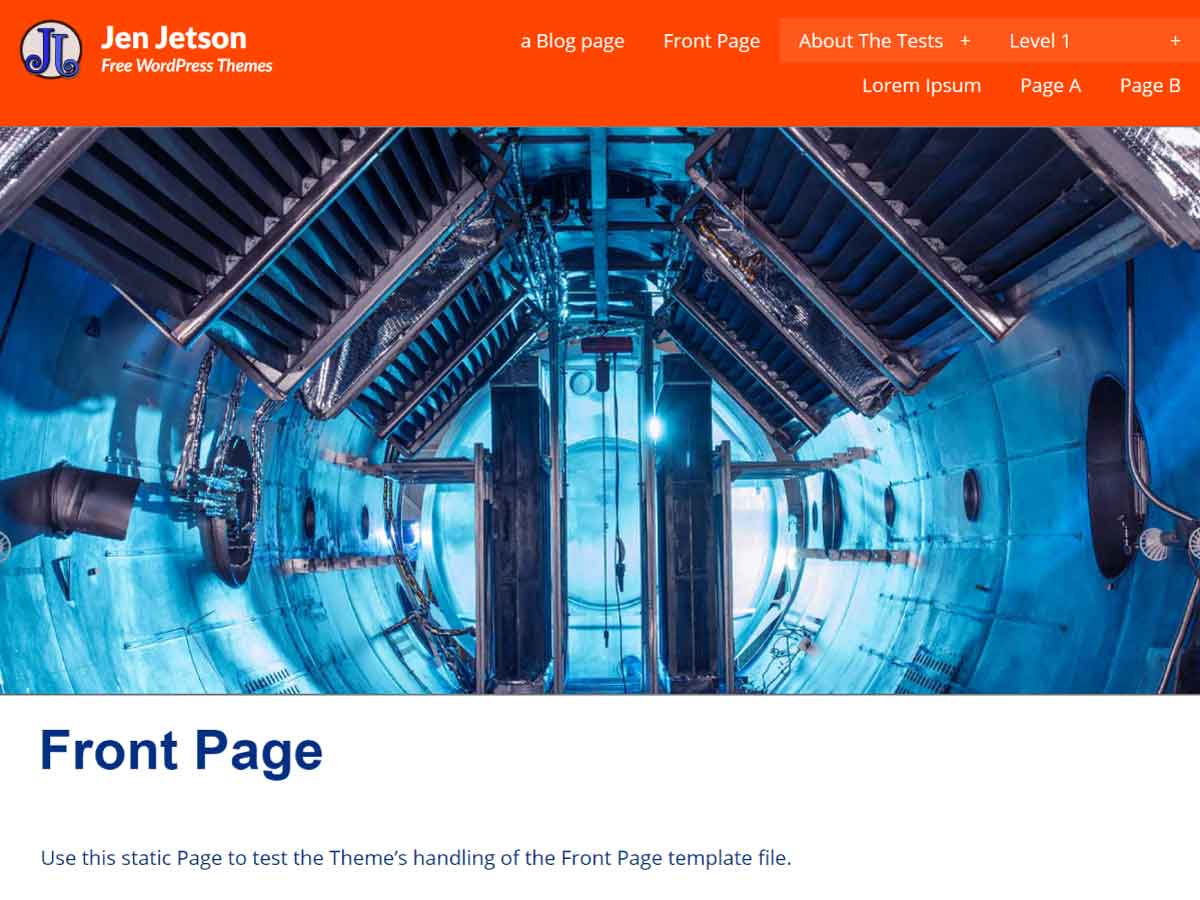 JJ
Jen Jetson
Free WordPress Themes
a Blog page Front Page About The Tests + Level 1 +
Lorem Ipsum Page A Page B
Front Page
Use this static Page to test the Theme’s handling of the Front Page template file.